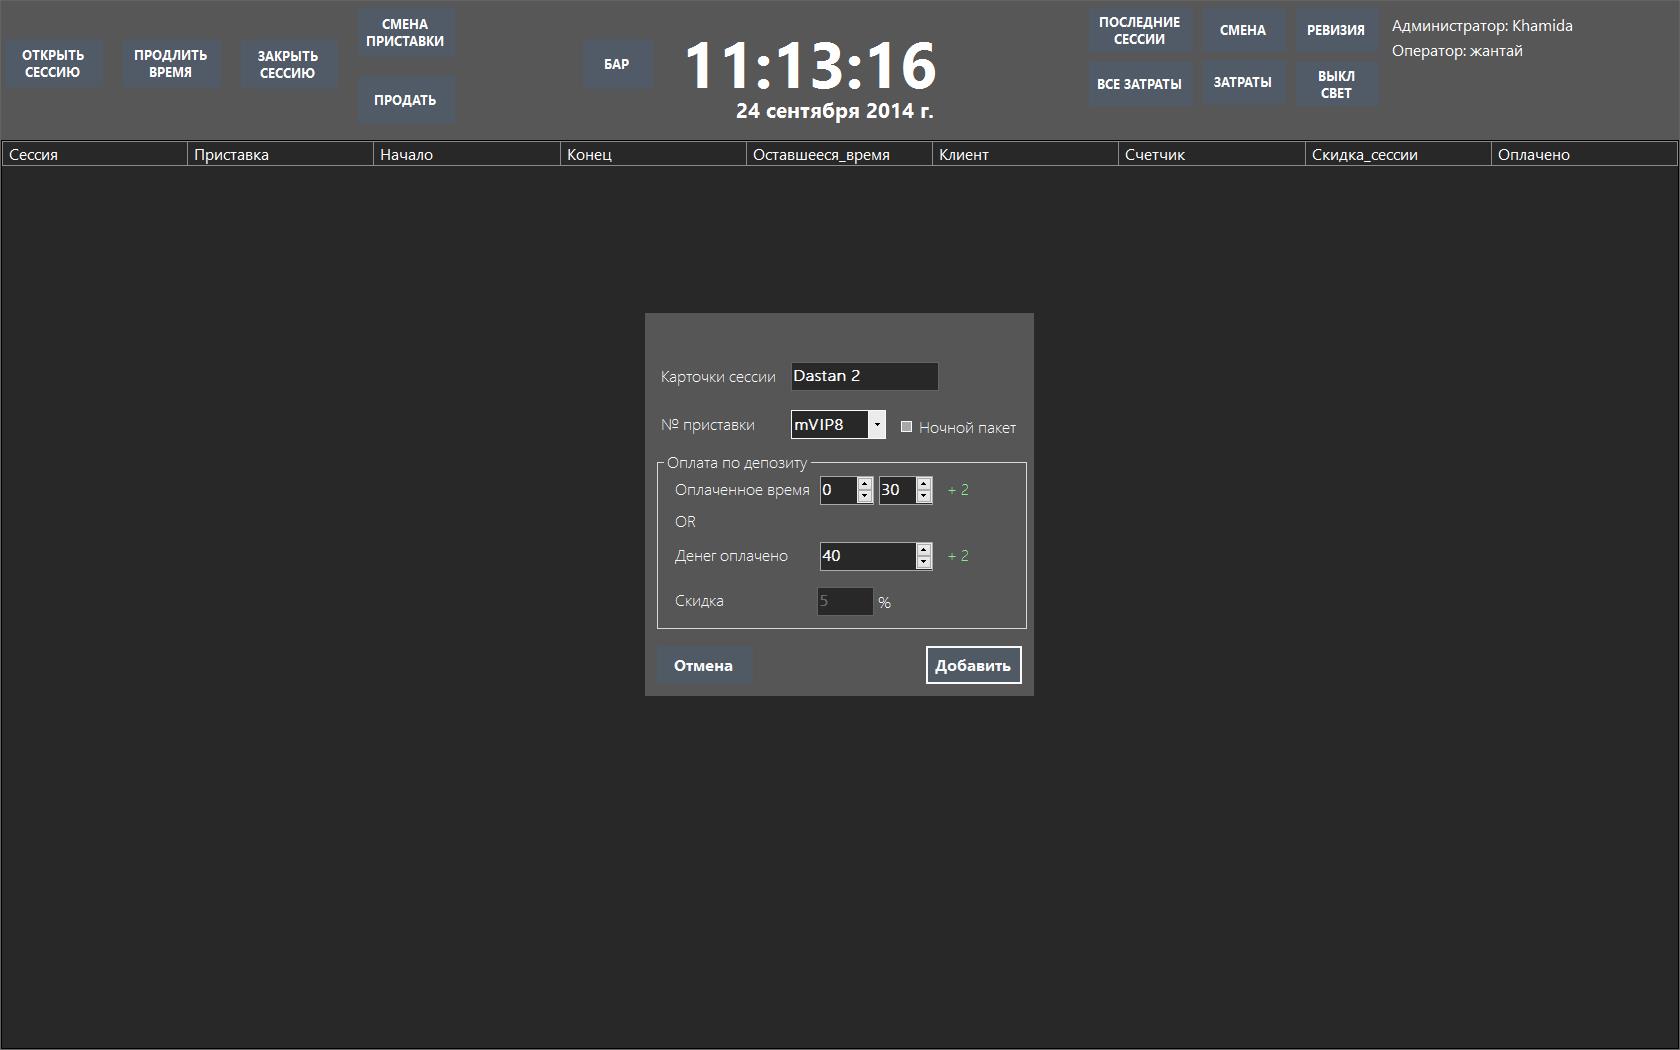 ОТКРЫТЬ
СЕССИЮ
ПРОДЛИТЬ
ВРЕМЯ
ЗАКРЫТЬ
СЕССИЮ
СМЕНА
ПРИСТАВКИ
ПРОДАТЬ
БАР
11:13:16
24 сентября 2014 г.
ПОСЛЕДНИЕ
СЕССИИ
СМЕНА
РЕВИЗИЯ
ВСЕ ЗАТРАТЫ
ЗАТРАТЫ
ВЫКЛ
СВЕТ
Администратор: Khamida
Оператор: жантай
Сессия Приставка Начало Конец Оставшееся_время Клиент Счетчик Скидка_сессии Оплачено
Карточки сессии Dastan 2
№ приставки mVIP8 Ночной пакет
Оплата по депозиту
Оплаченное время 0 30 + 2
OR
Денег оплачено 40 + 2
Скидка 5 %
Отмена Добавить